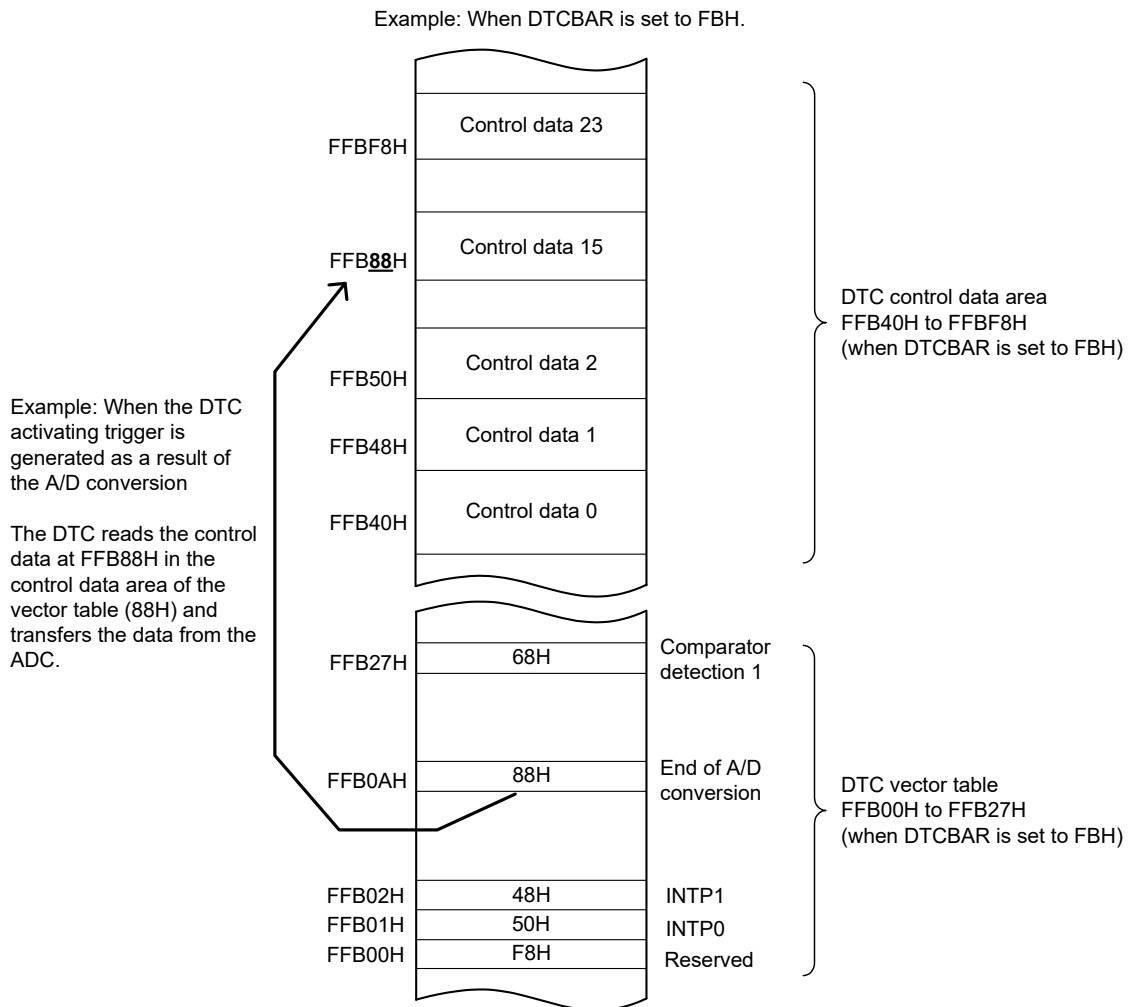 Example: When DTCBAR is set to FBH.
Control data 23
FFBF8H
Control data 15
FFB88H
DTC control data area
FFB40H to FFBF8H
(when DTCBAR is set to FBH)
Control data 2
FFB50H
Example: When the DTC
activating trigger is
generated as a result of
the A/D conversion
Control data 1
FFB48H
Control data 0
FFB40H
The DTC reads the control
data at FFB88H in the
control data area of the
vector table (88H) and
transfers the data from the
ADC.
FFB27H
68H
Comparator
detection 1
FFB0AH
88H
End of A/D
conversion
DTC vector table
FFB00H to FFB27H
(when DTCBAR is set to FBH)
FFB02H
48H
INTP1
FFB01H
50H
INTP0
FFB00H
F8H
Reserved